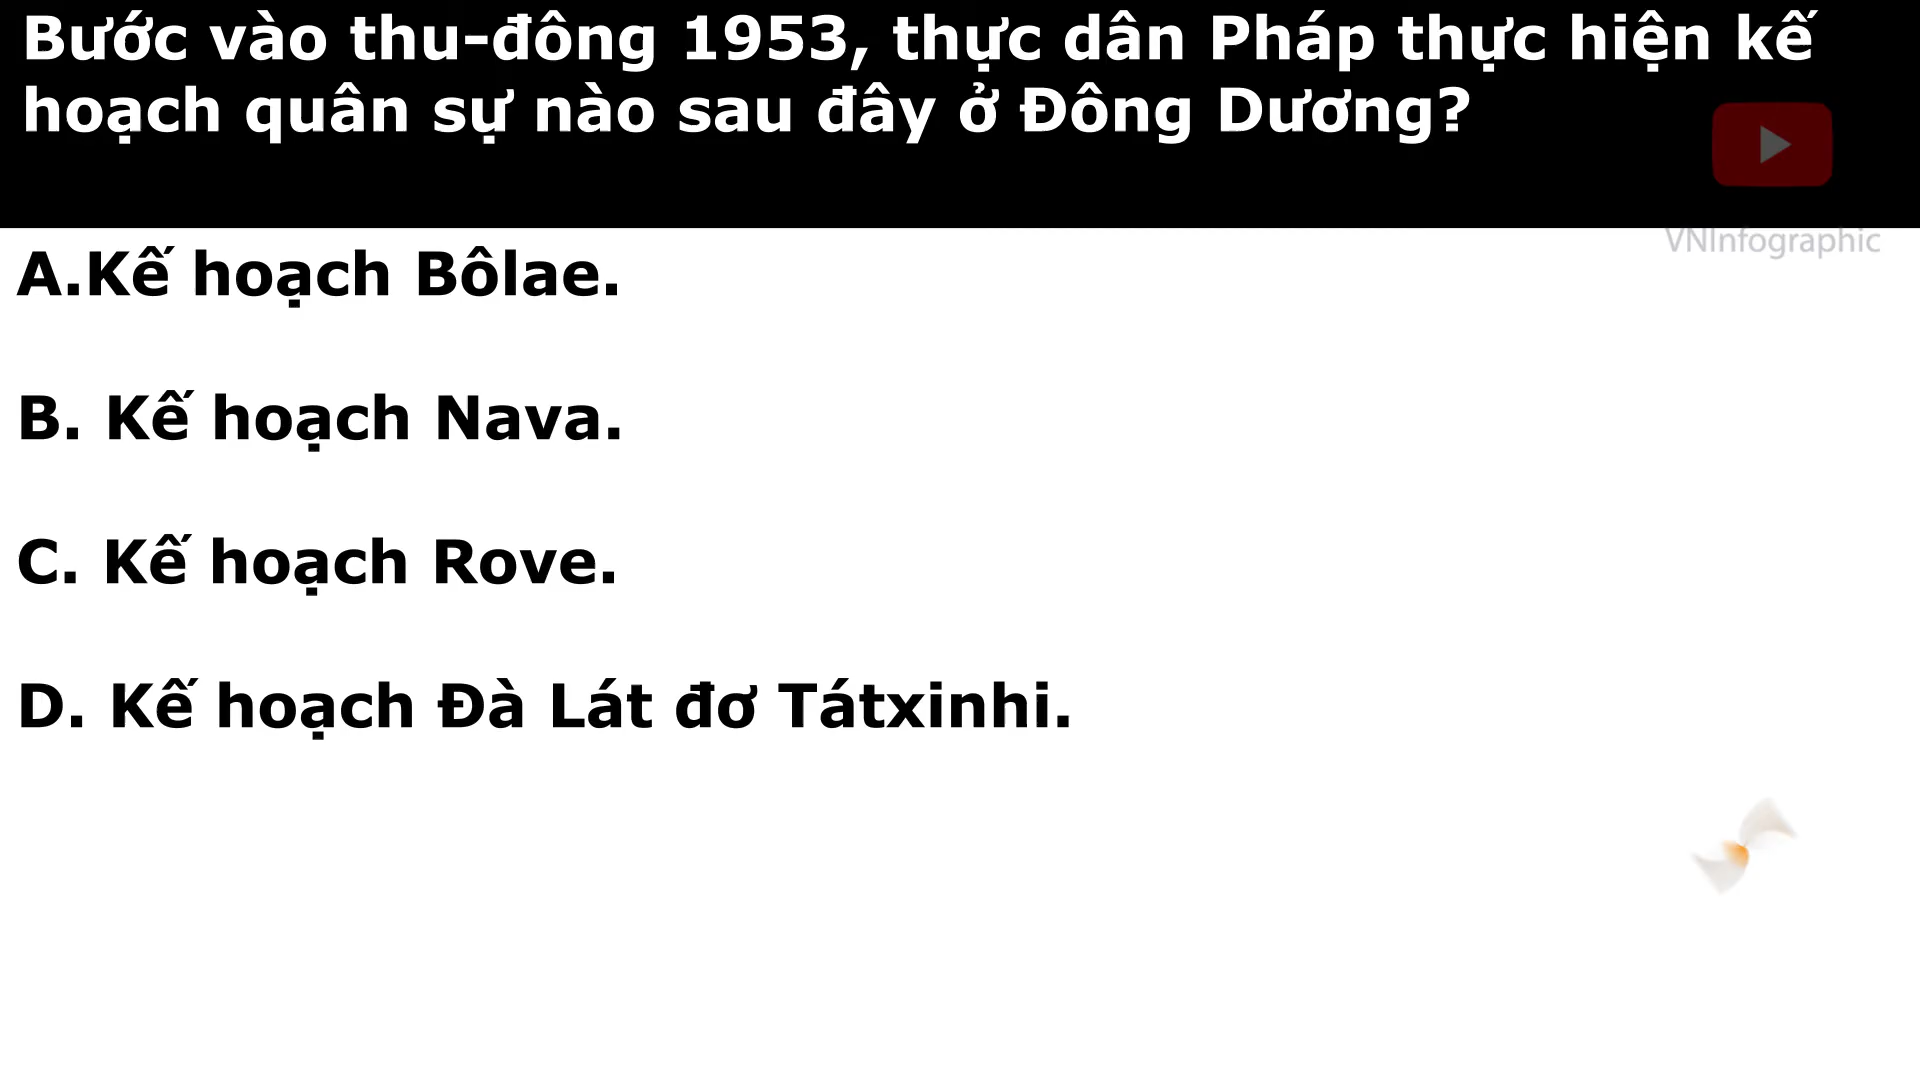 Bước vào thu-đông 1953, thực dân Pháp thực hiện kế
hoạch quân sự nào sau đây ở Đông Dương?
VNInfographic
A.Kế hoạch Bôlae.
B. Kế hoạch Nava.
C. Kế hoạch Rove.
D. Kế hoạch Đà Lát đơ Tátxinhi.